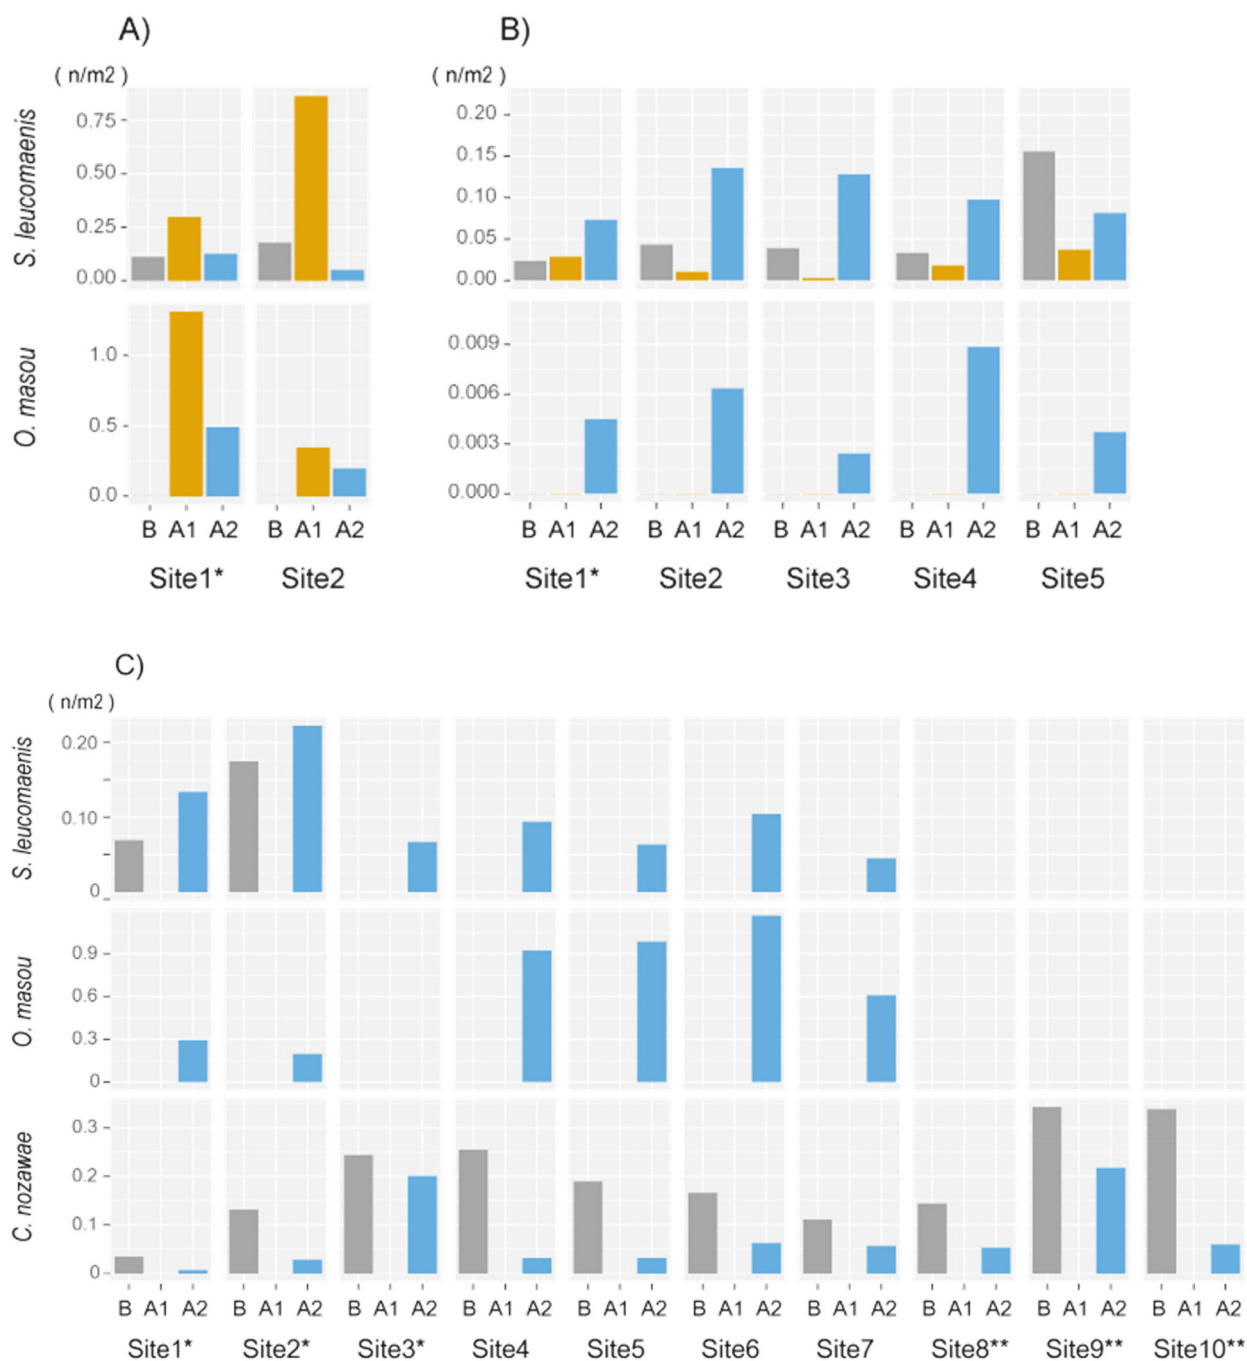 A)
B)
( n/m2 )
( n/m2 )
S. leucomaenis
0.75
0.50
0.25
0.00
0.20
0.15
0.10
0.05
0.00
O. masou
1.0
0.5
0.0
0.009
0.006
0.003
0.000
B A1 A2 B A1 A2 B A1 A2 B A1 A2 B A1 A2 B A1 A2 B A1 A2
Site1* Site2 Site1* Site2 Site3 Site4 Site5
C)
( n/m2 )
S. leucomaenis
0.20
0.10
0
O. masou
0.9
0.6
0.3
0
C. nozawae
0.3
0.2
0.1
0
B A1 A2 B A1 A2 B A1 A2 B A1 A2 B A1 A2 B A1 A2 B A1 A2 B A1 A2 B A1 A2 B A1 A2
Site1* Site2* Site3* Site4 Site5 Site6 Site7 Site8** Site9** Site10**